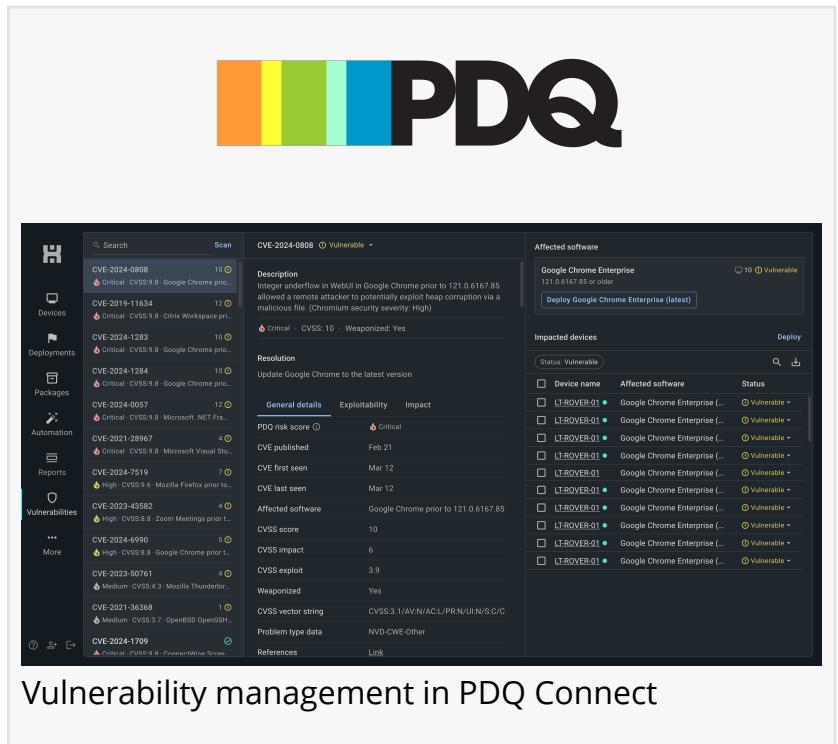 PDQ
Search Scan
CVE-2024-0808 10
Critical · CVSS:9.8 · Google Chrome prio...
CVE-2019-11634 12
Critical · CVSS:9.8 · Citrix Workspace pri...
CVE-2024-1283 10
Critical · CVSS:9.8 · Google Chrome prio...
CVE-2024-1284 10
Critical · CVSS:9.8 · Google Chrome prio...
CVE-2024-0057 12
Critical · CVSS:9.8 · Microsoft .NET Fra...
CVE-2021-28967 4
Critical · CVSS:9.8 · Microsoft Visual Stu...
CVE-2024-7519 7
High · CVSS:9.6 · Mozilla Firefox prior to...
CVE-2023-43582 4
High · CVSS:8.8 · Zoom Meetings prior t...
CVE-2024-6990 5
High · CVSS:8.8 · Google Chrome prior t...
CVE-2023-50761 4
Medium · CVSS:4.3 · Mozilla Thunderbir...
CVE-2021-36368 1
Medium · CVSS:3.7 · OpenBSD OpenSSH...
CVE-2024-1709
Critical · CVSS:9.8 · ConnectWise Scree...
Devices
Deployments
Packages
Automation
Reports
Vulnerabilities
More
CVE-2024-0808 Vulnerable
Description
Integer underflow in WebUI in Google Chrome prior to 121.0.6167.85
allowed a remote attacker to potentially exploit heap corruption via a
malicious file. (Chromium security severity: High)
Critical · CVSS: 10 · Weaponized: Yes
Resolution
Update Google Chrome to the latest version
General details Exploitability Impact
PDQ risk score Critical
CVE published Feb 21
CVE first seen Mar 12
CVE last seen Mar 12
Affected software Google Chrome prior to 121.0.6167.85
CVSS score 10
CVSS impact 6
CVSS exploit 3.9
Weaponized Yes
CVSS vector string CVSS:3.1/AV:N/AC:L/PR:N/UI:N/S:C/C
Problem type data NVD-CWE-Other
References Link
Affected software
Google Chrome Enterprise 10 Vulnerable
121.0.6167.85 or older
Deploy Google Chrome Enterprise (latest)
Impacted devices Deploy
Status: Vulnerable
Device name Affected software Status
LT-ROVER-01 Google Chrome Enterprise (... Vulnerable
LT-ROVER-01 Google Chrome Enterprise (... Vulnerable
LT-ROVER-01 Google Chrome Enterprise (... Vulnerable
LT-ROVER-01 Google Chrome Enterprise (... Vulnerable
LT-ROVER-01 Google Chrome Enterprise (... Vulnerable
LT-ROVER-01 Google Chrome Enterprise (... Vulnerable
LT-ROVER-01 Google Chrome Enterprise (... Vulnerable
LT-ROVER-01 Google Chrome Enterprise (... Vulnerable
LT-ROVER-01 Google Chrome Enterprise (... Vulnerable
LT-ROVER-01 Google Chrome Enterprise (... Vulnerable
Vulnerability management in PDQ Connect